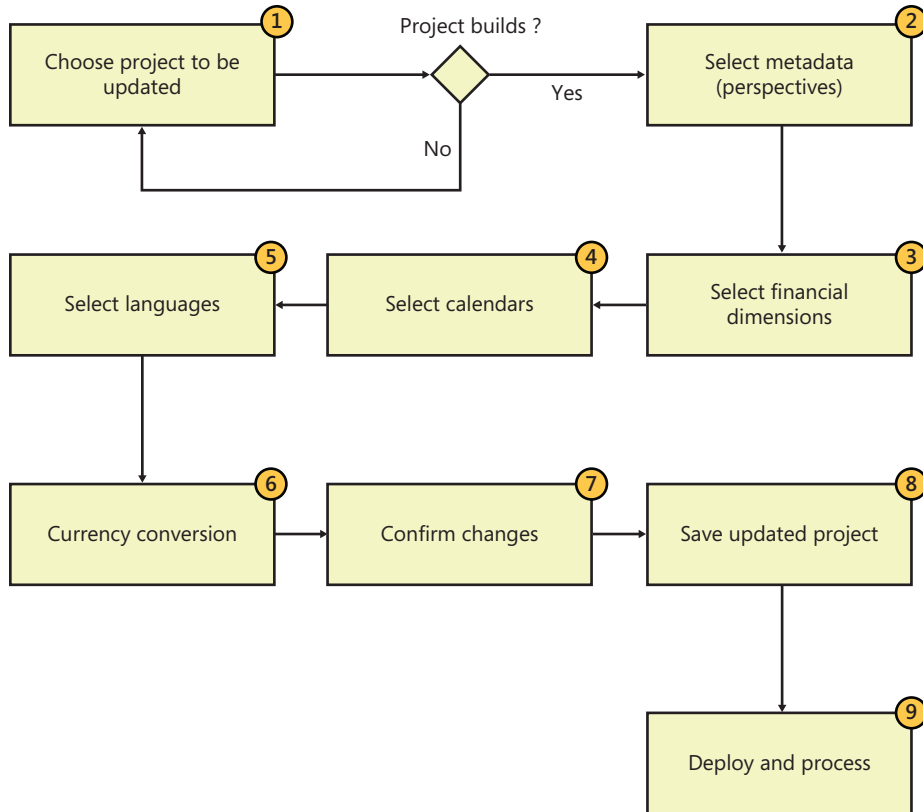 1
Choose project to be
updated
Project builds ?
Yes
No
2
Select metadata
(perspectives)
3
Select financial
dimensions
4
Select calendars
5
Select languages
6
Currency conversion
7
Confirm changes
8
Save updated project
9
Deploy and process